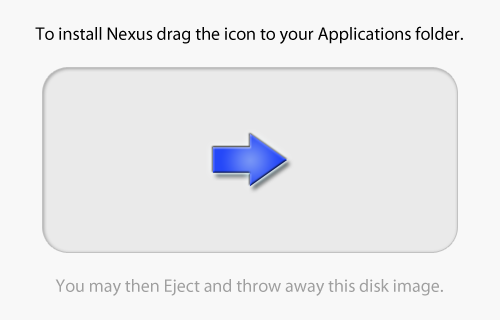 To install Nexus drag the icon to your Applications folder.
You may then Eject and throw away this disk image.